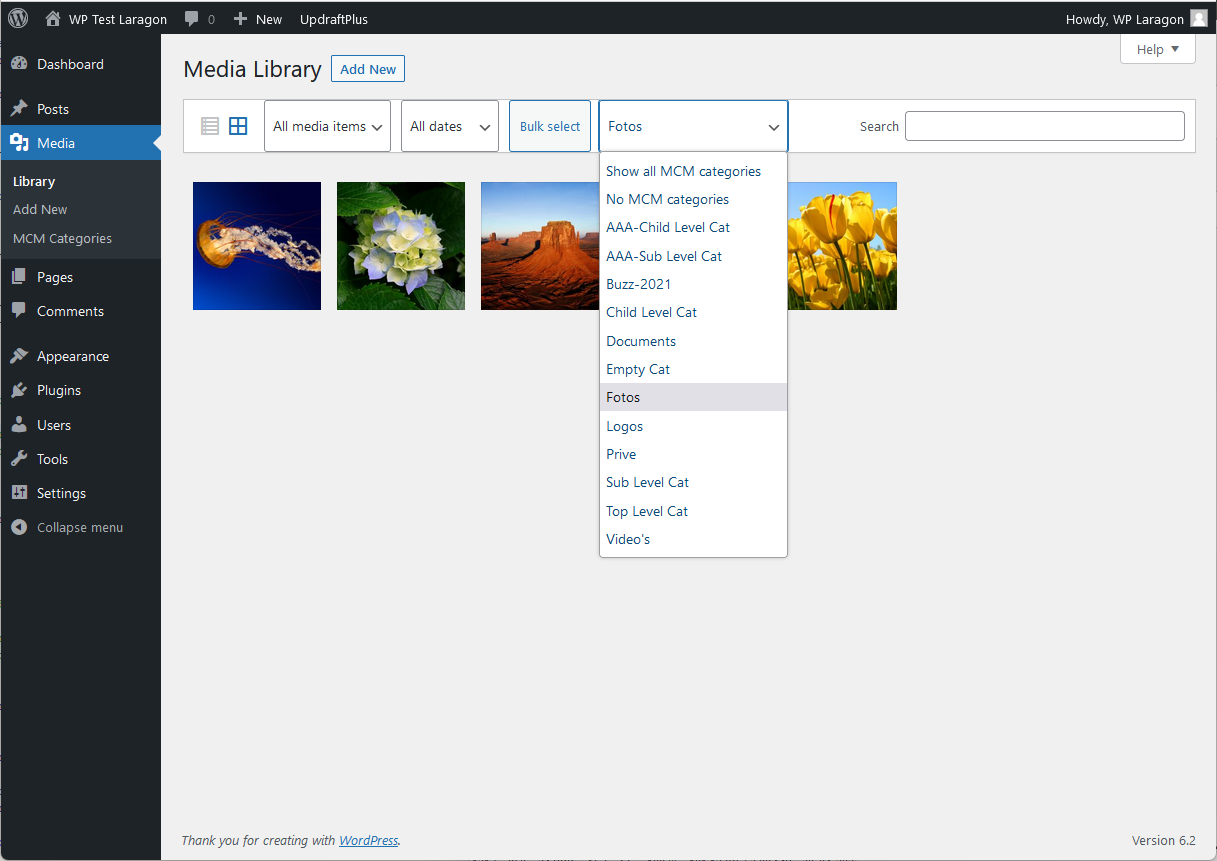 WP Test Laragon 0 New UpdraftPlus Howdy, WP Laragon
Help
Dashboard
Posts
Media
Library
Add New
MCM Categories
Pages
Comments
Appearance
Plugins
Users
Tools
Settings
Collapse menu
Media Library Add New
All media items All dates Bulk select Fotos Search
Show all MCM categories
No MCM categories
AAA-Child Level Cat
AAA-Sub Level Cat
Buzz-2021
Child Level Cat
Documents
Empty Cat
Fotos
Logos
Prive
Sub Level Cat
Top Level Cat
Video's
Thank you for creating with WordPress. Version 6.2